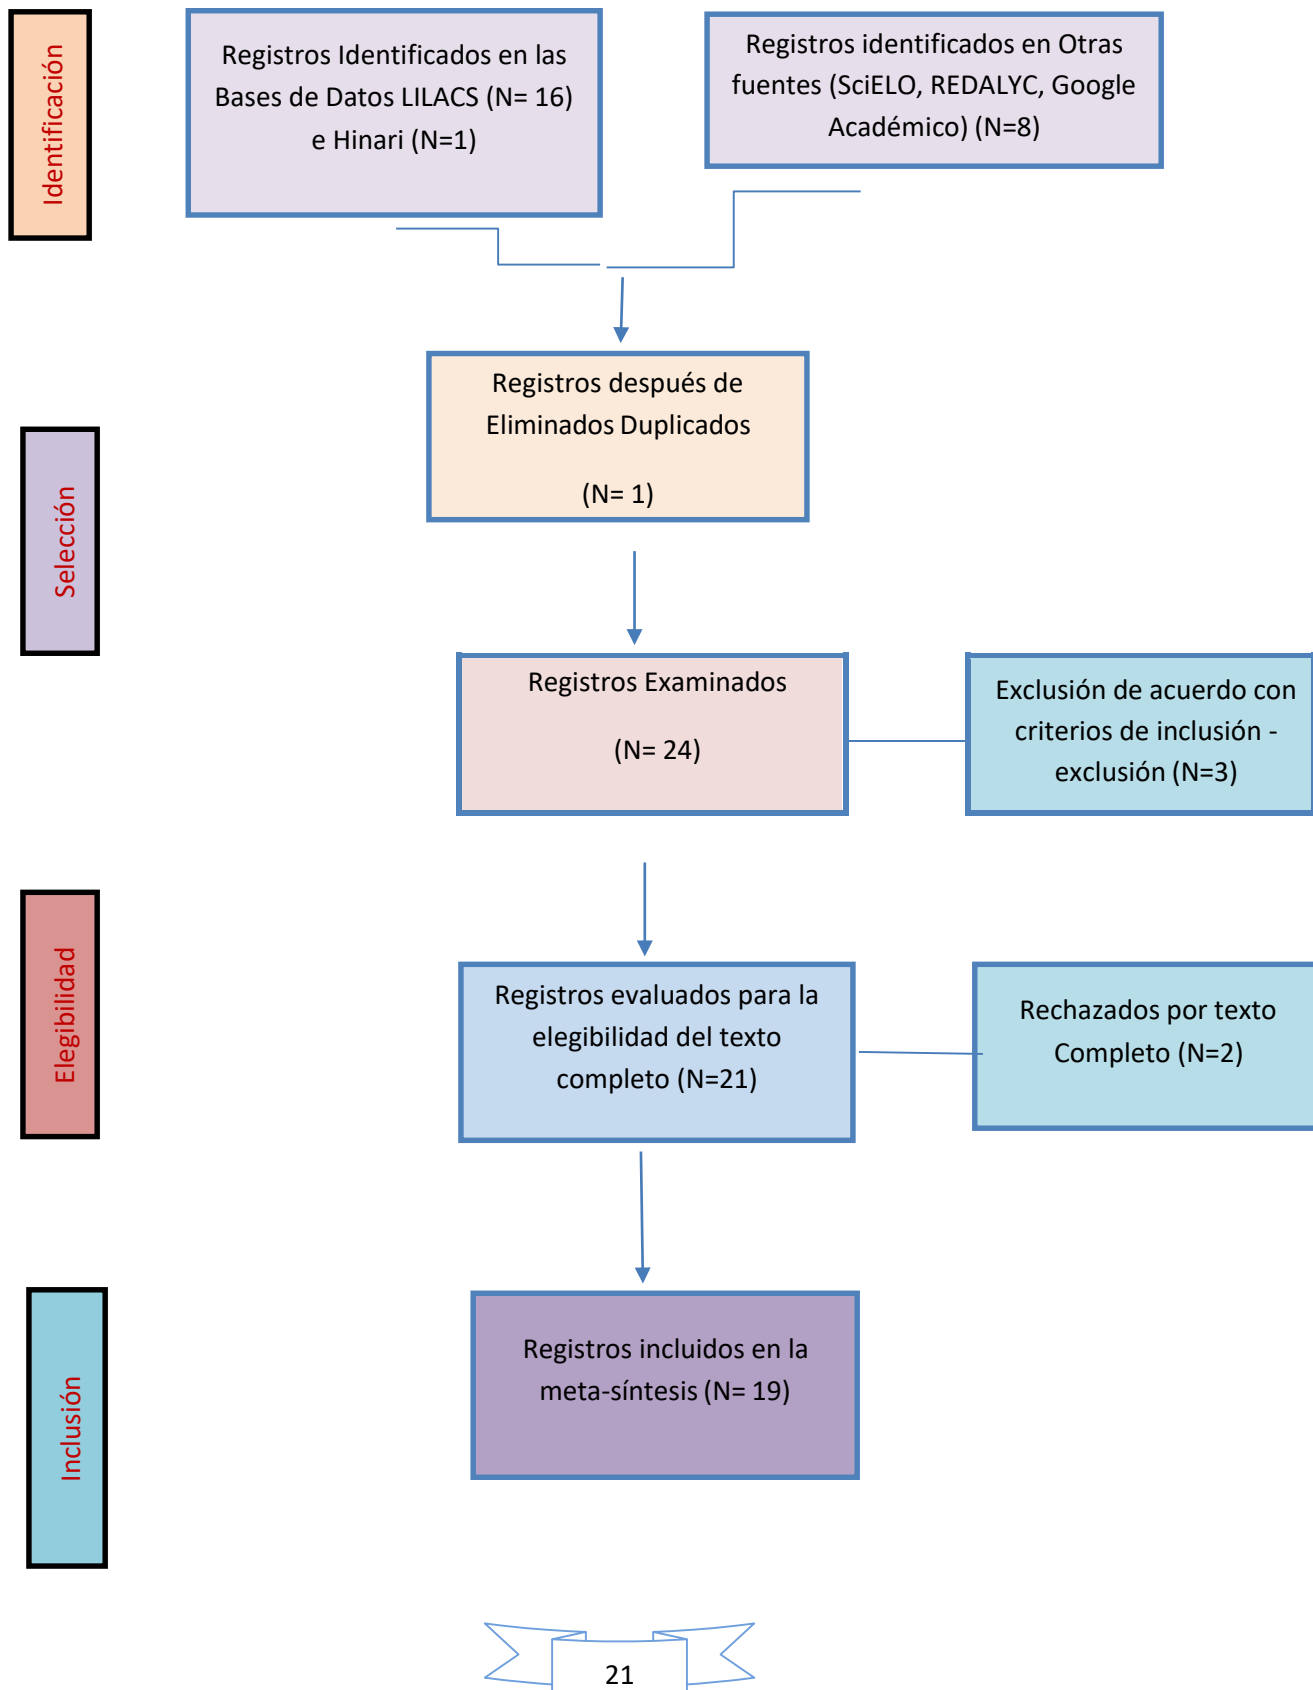 Identificación
Registros Identificados en las
Bases de Datos LILACS (N= 16)
e Hinari (N=1)
Registros identificados en Otras
fuentes (SciELO, REDALYC, Google
Académico) (N=8)
Registros después de
Eliminados Duplicados
(N= 1)
Selección
Registros Examinados
(N= 24)
Exclusión de acuerdo con
criterios de inclusión -
exclusión (N=3)
Elegibilidad
Registros evaluados para la
elegibilidad del texto
completo (N=21)
Rechazados por texto
Completo (N=2)
Inclusión
Registros incluidos en la
meta-síntesis (N= 19)
21